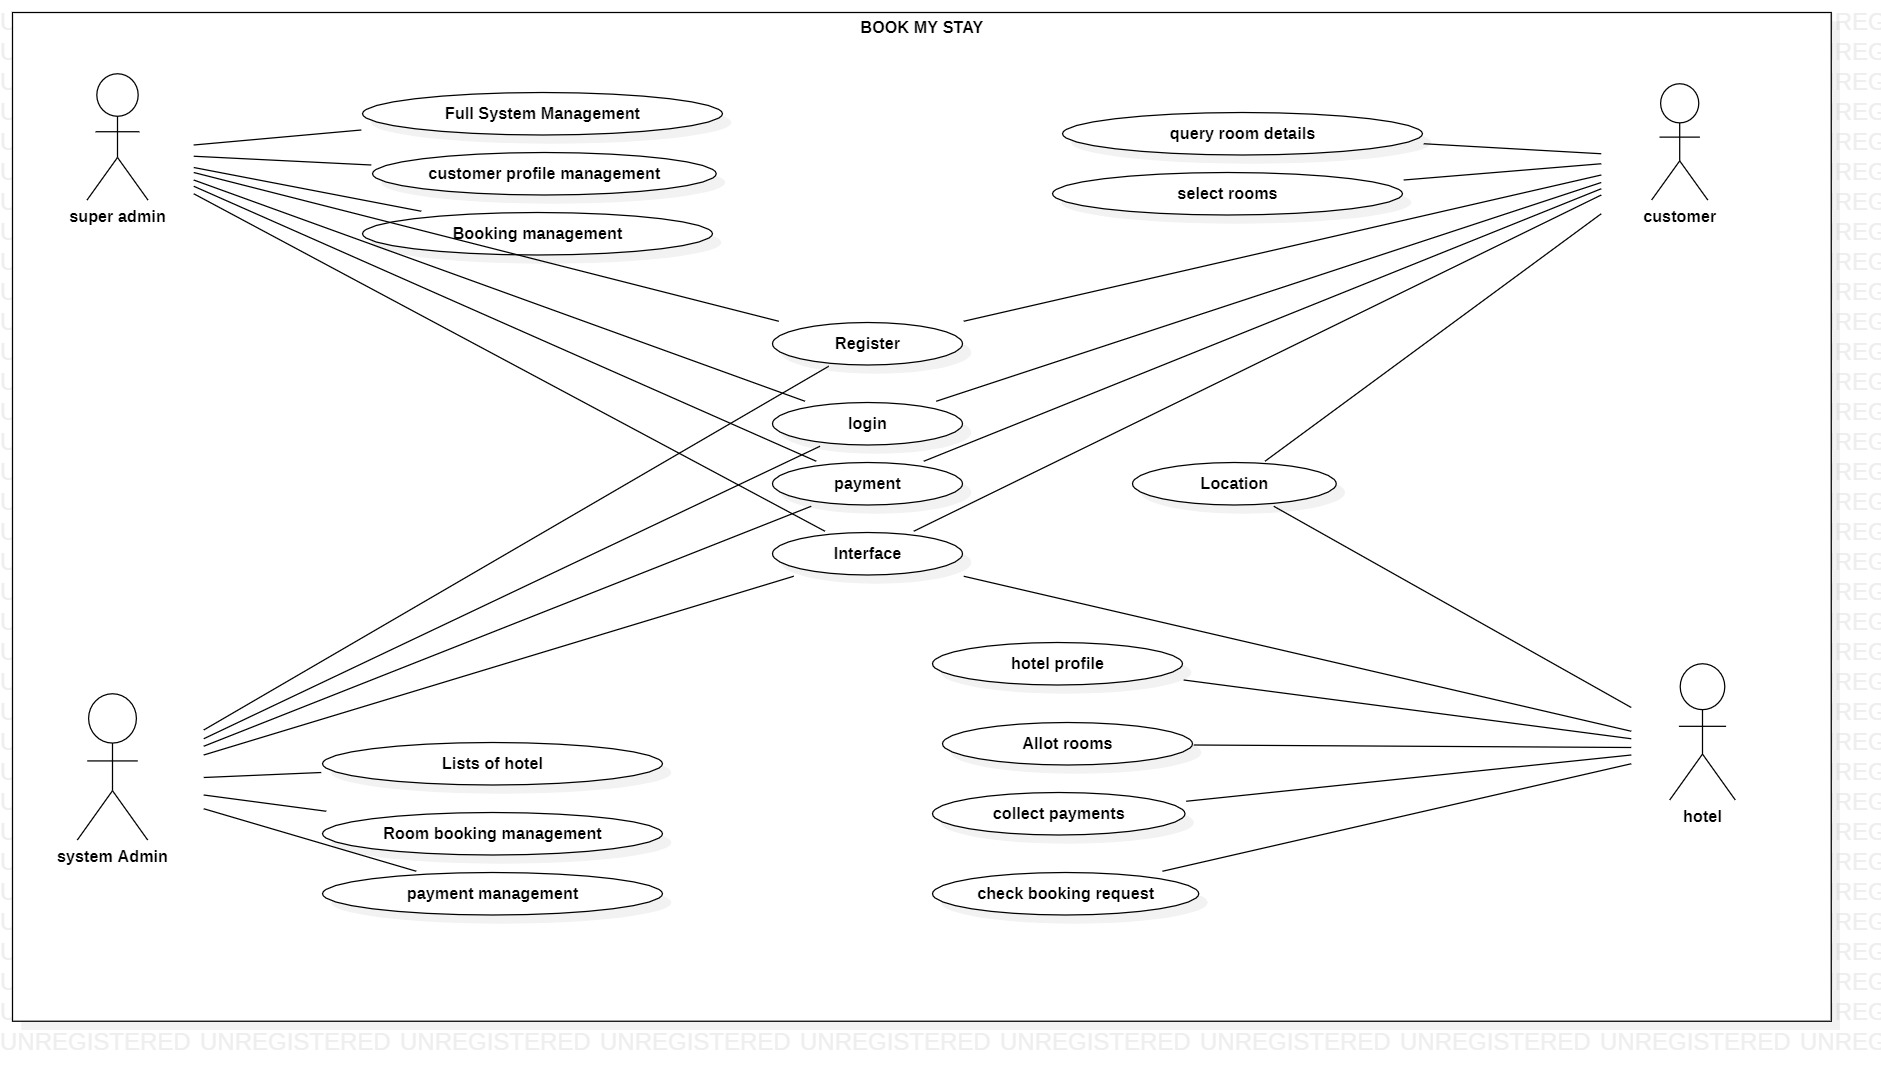 BOOK MY STAY
Full System Management
query room details
customer profile management
select rooms
super admin
customer
Booking management
Register
login
payment
Location
Interface
hotel profile
Allot rooms
Lists of hotel
collect payments
hotel
Room booking management
system Admin
payment management
check booking request
UNREGISTERED UNREGISTERED UNREGISTERED UNREGISTERED UNREGISTERED UNREGISTERED UNREGISTERED UNREGISTERED UNREGISTERED UNREG